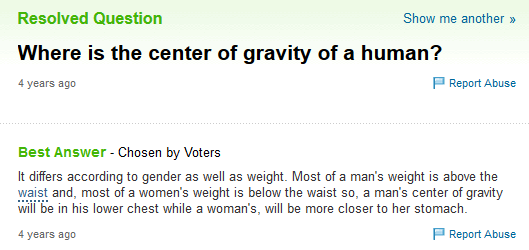 Resolved Question
Show me another »
Where is the center of gravity of a human?
4 years ago
Report Abuse
Best Answer - Chosen by Voters
It differs according to gender as well as weight. Most of a man's weight is above the
waist and, most of a women's weight is below the waist so, a man's center of gravity
will be in his lower chest while a woman's, will be more closer to her stomach.
4 years ago
Report Abuse